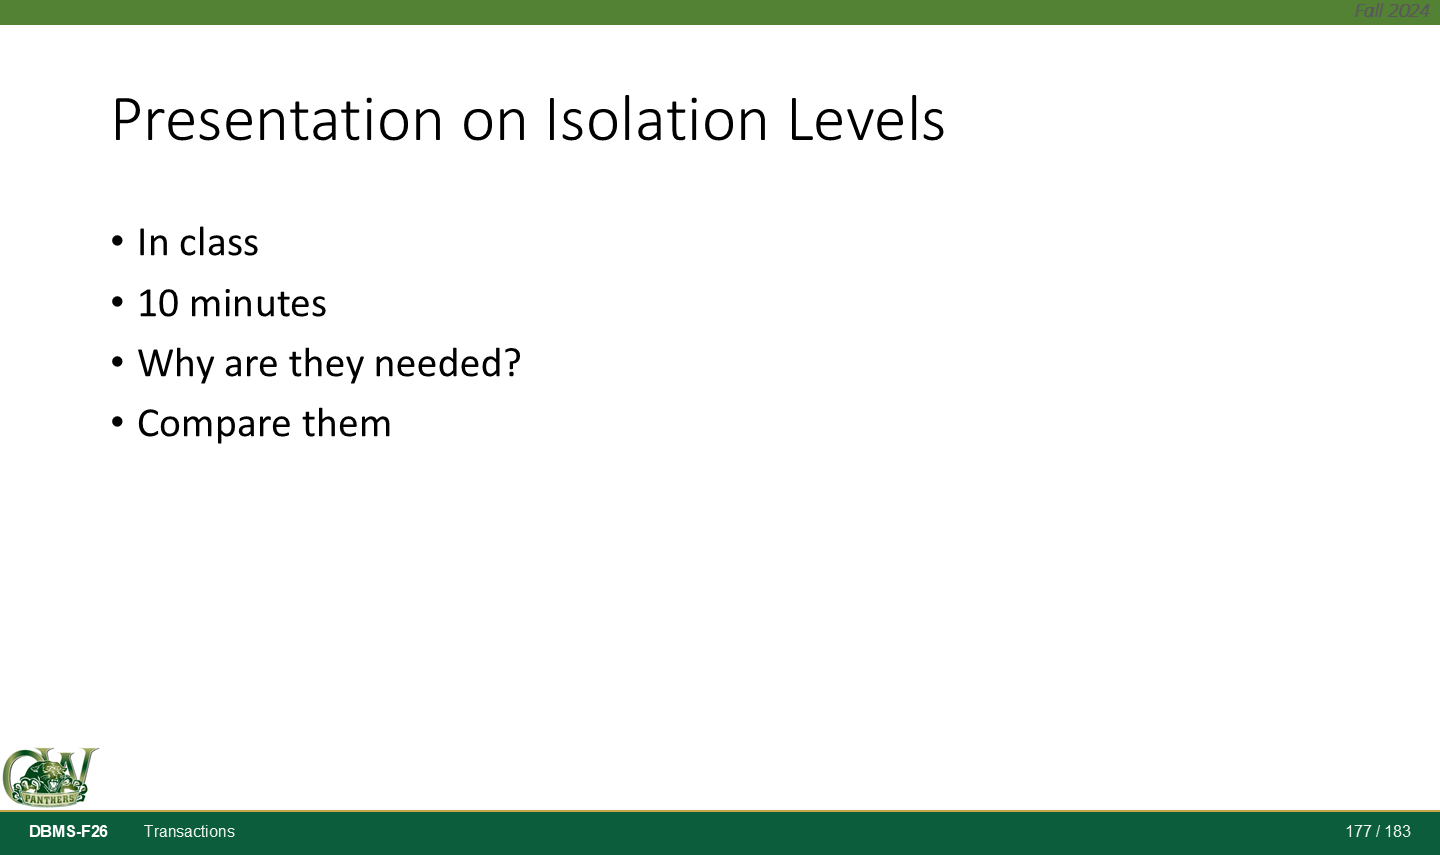 Fall 2024
Presentation on Isolation Levels
• In class
• 10 minutes
• Why are they needed?
• Compare them
OW
PANTHERS
DBMS-F26 Transactions 177 / 183